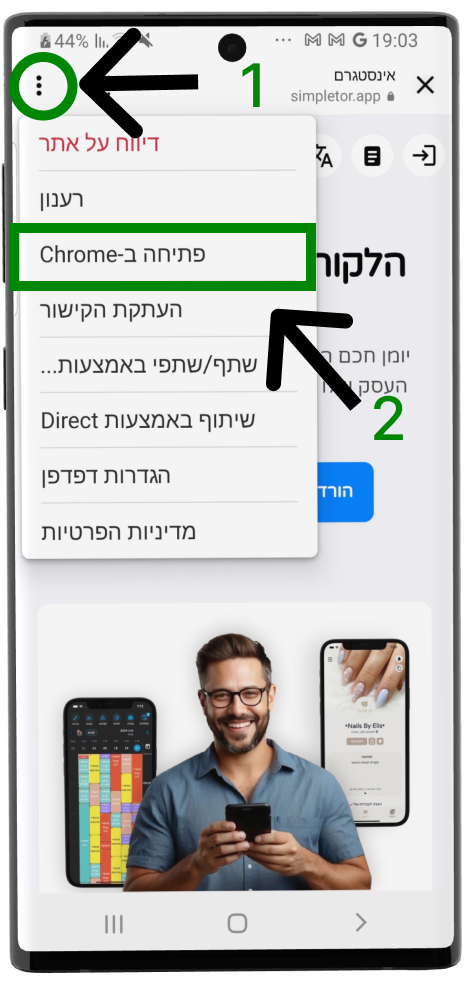 44%
19:03
1
אינסטגרם
simpletor.app
דיווח על אתר
רענון
פתיחה ב-Chrome
העתקת הקישור
שתף/שתפי באמצעות...
שיתוף באמצעות Direct
הגדרות דפדפן
מדיניות הפרטיות
2
הלקוח
יומן חכם
העסק
הורד
•Nails By Elis•